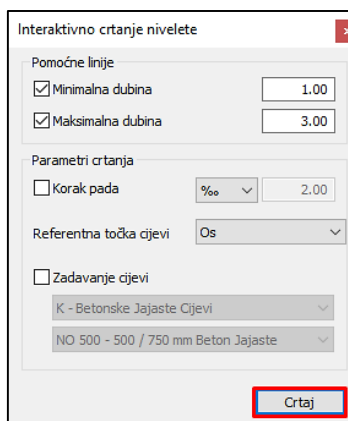 Interaktivno crtanje nivelete
Pomoćne linije
Minimalna dubina 1.00
Maksimalna dubina 3.00
Parametri crtanja
Korak pada ‰ 2.00
Referentna točka cijevi Os
Zadavanje cijevi
K - Betonske Jajaste Cijevi
NO 500 - 500 / 750 mm Beton Jajaste
Crtaj